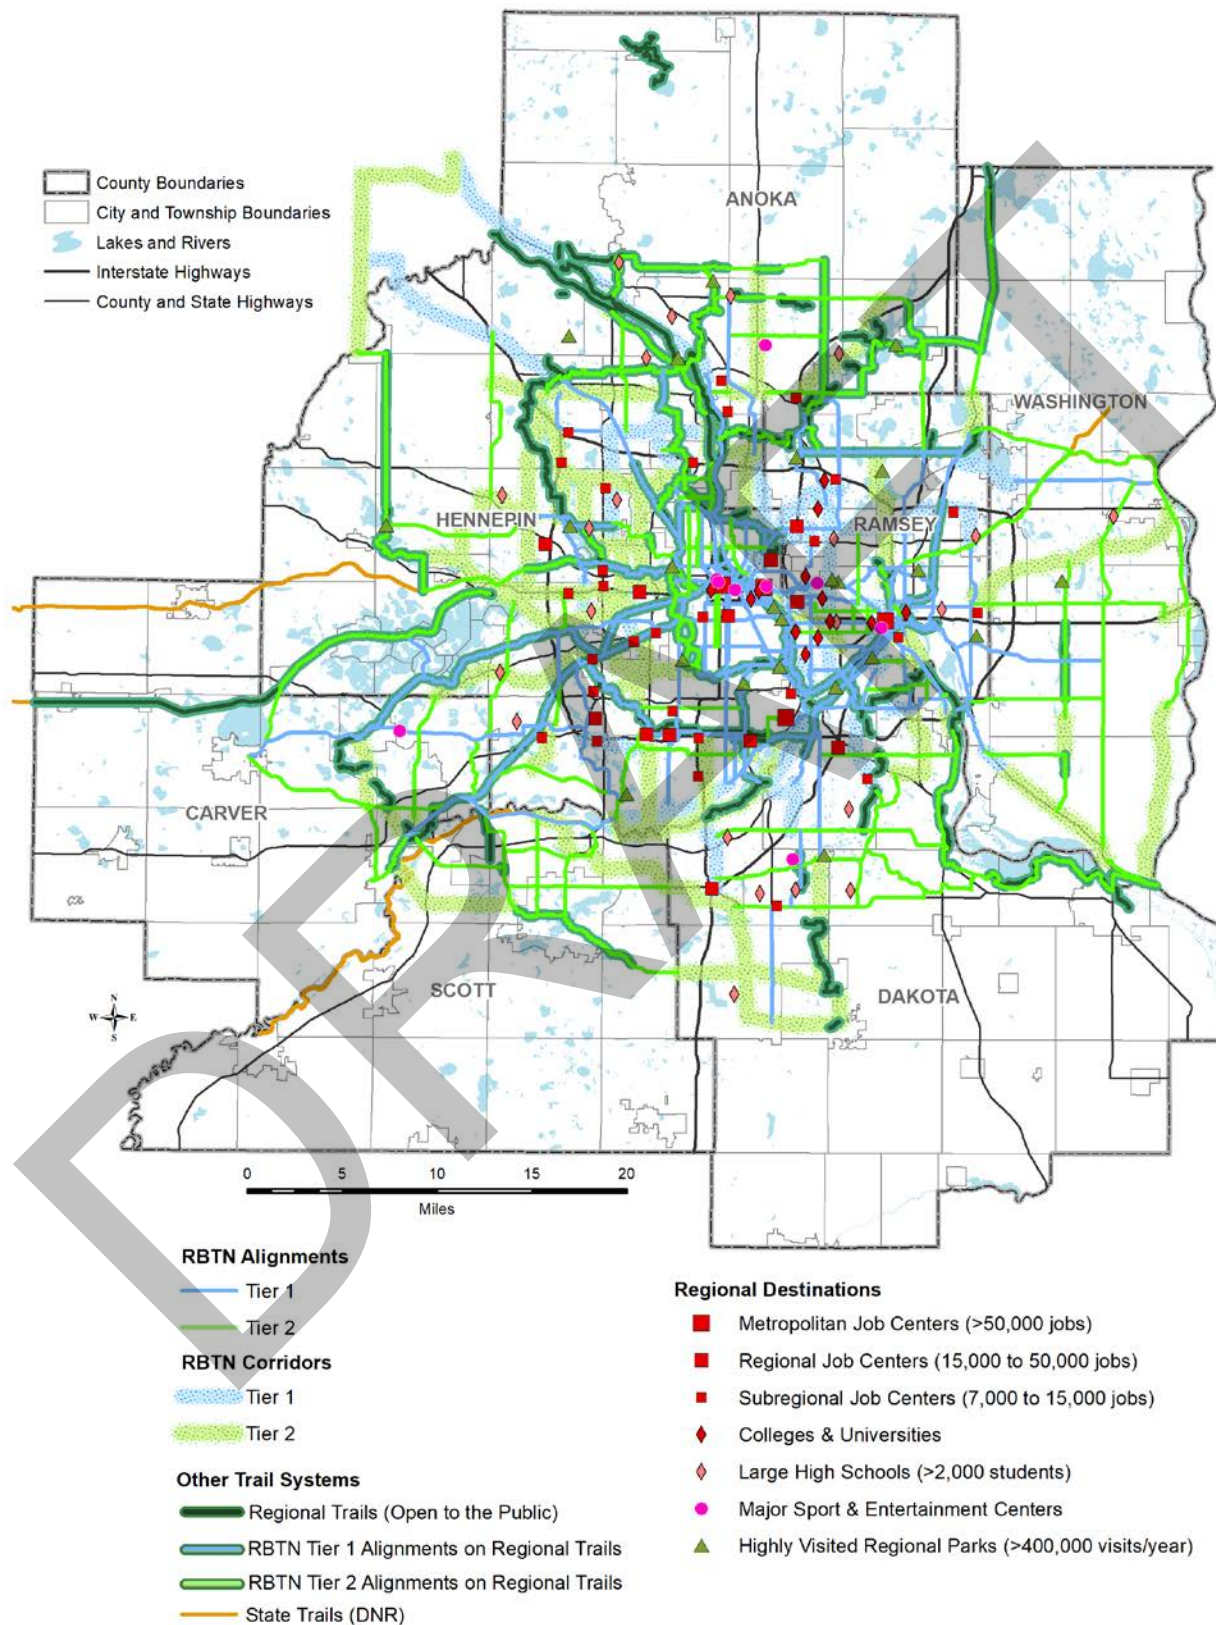 County Boundaries
City and Township Boundaries
Lakes and Rivers
Interstate Highways
County and State Highways
ANOKA
WASHINGTON
HENNEPIN
RAMSEY
CARVER
SCOTT
DAKOTA
N
W E
S
DRAFT
0 5 10 15 20
Miles
RBTN Alignments
Tier 1
Tier 2
RBTN Corridors
Tier 1
Tier 2
Other Trail Systems
Regional Trails (Open to the Public)
RBTN Tier 1 Alignments on Regional Trails
RBTN Tier 2 Alignments on Regional Trails
State Trails (DNR)
Regional Destinations
Metropolitan Job Centers (>50,000 jobs)
Regional Job Centers (15,000 to 50,000 jobs)
Subregional Job Centers (7,000 to 15,000 jobs)
Colleges & Universities
Large High Schools (>2,000 students)
Major Sport & Entertainment Centers
Highly Visited Regional Parks (>400,000 visits/year)